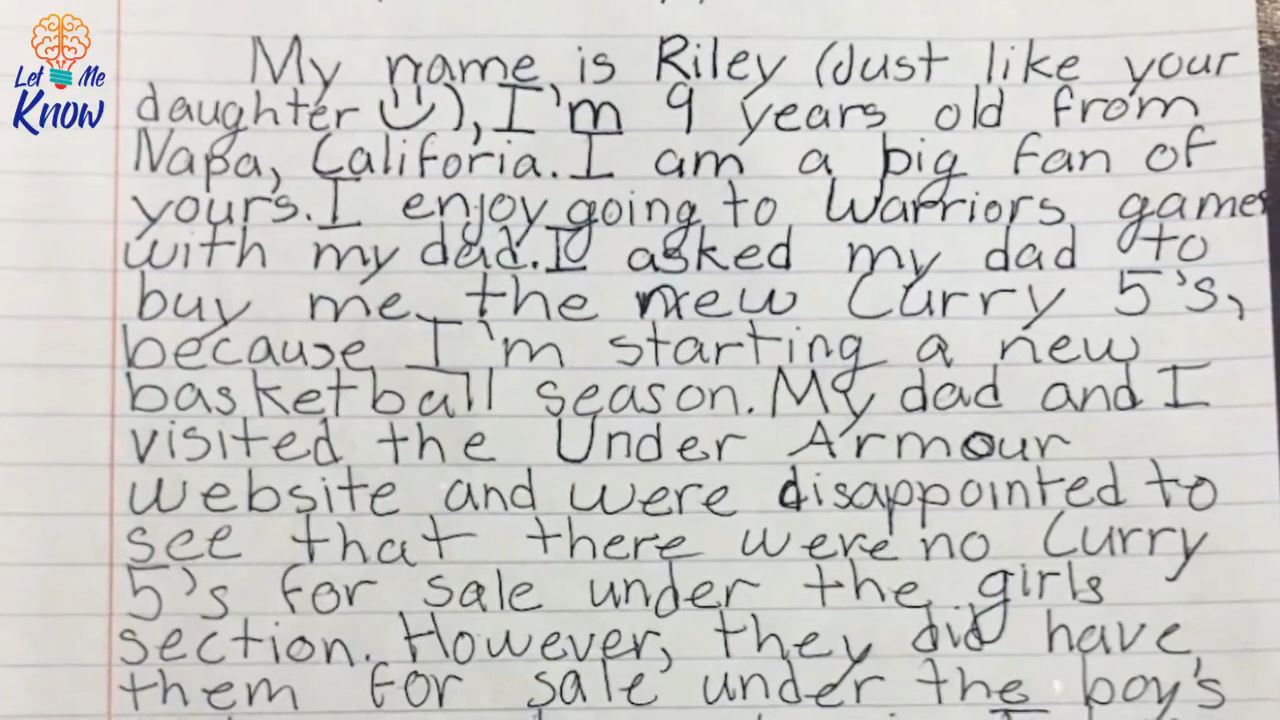 Let Me
Know
My name is Riley (Just like your
daughter :)), I'm 9 years old from
Napa, Califoria. I am a big fan of
yours. I enjoy going to Warriors games
with my dad. I asked my dad to
buy me the new Curry 5's,
because I'm starting a new
basketball season. My dad and I
visited the Under Armour
website and were disappointed to
see that there were no Curry
5's for sale under the girls
section. However, they did have
them for sale under the boy's